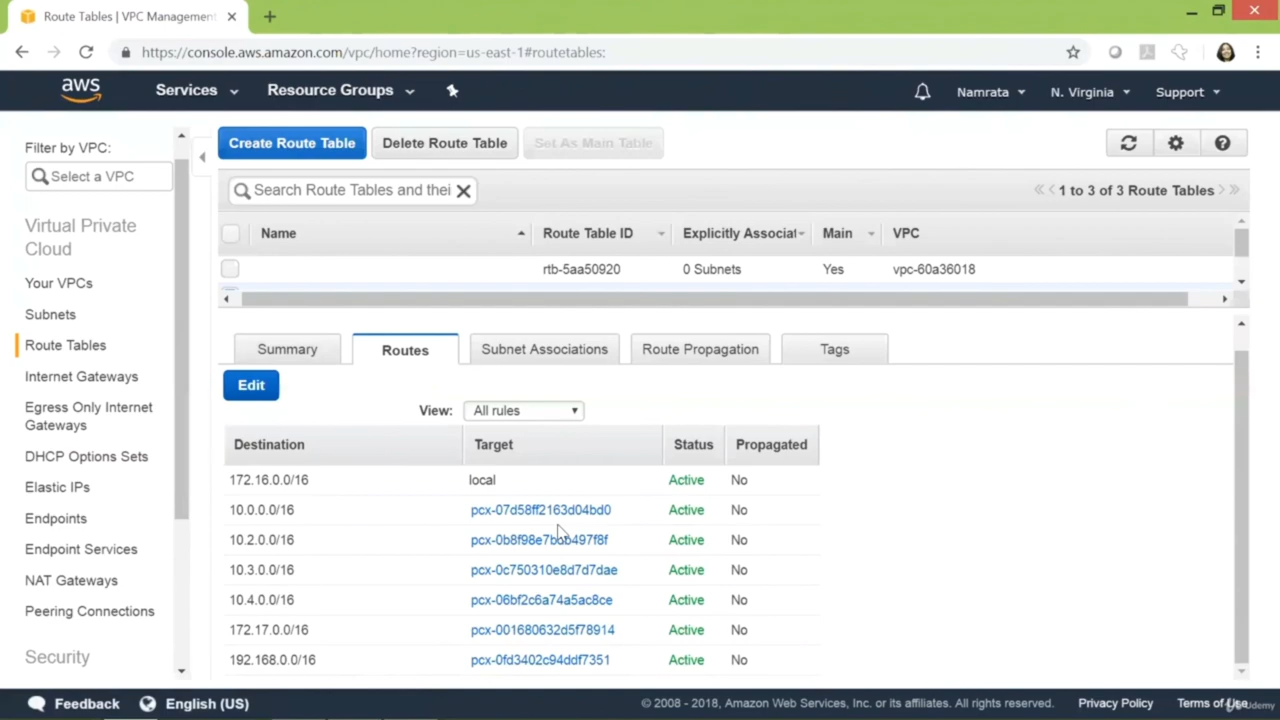 Route Tables | VPC Management
https://console.aws.amazon.com/vpc/home?region=us-east-1#routetables:
aws
Services
Resource Groups
Namrata
N. Virginia
Support
Filter by VPC:
Select a VPC
Virtual Private
Cloud
Your VPCs
Subnets
Route Tables
Internet Gateways
Egress Only Internet
Gateways
DHCP Options Sets
Elastic IPs
Endpoints
Endpoint Services
NAT Gateways
Peering Connections
Security
Create Route Table
Delete Route Table
Set As Main Table
Search Route Tables and thei
1 to 3 of 3 Route Tables
Name
Route Table ID
Explicitly Associat
Main
VPC
rtb-5aa50920
0 Subnets
Yes
vpc-60a36018
Summary
Routes
Subnet Associations
Route Propagation
Tags
Edit
View:
All rules
Destination
Target
Status
Propagated
172.16.0.0/16 local Active No
10.0.0.0/16 pcx-07d58ff2163d04bd0 Active No
10.2.0.0/16 Active No
10.3.0.0/16 pcx-0c750310e8d7d7dae Active No
10.4.0.0/16 pcx-06bf2c6a74a5ac8ce Active No
172.17.0.0/16 pcx-001680632d5f78914 Active No
192.168.0.0/16 pcx-0fd3402c94ddf7351 Active No
Feedback
English (US)
© 2008 - 2018, Amazon Web Services, Inc. or its affiliates. All rights reserved.
Privacy Policy
Terms of Use
Udemy